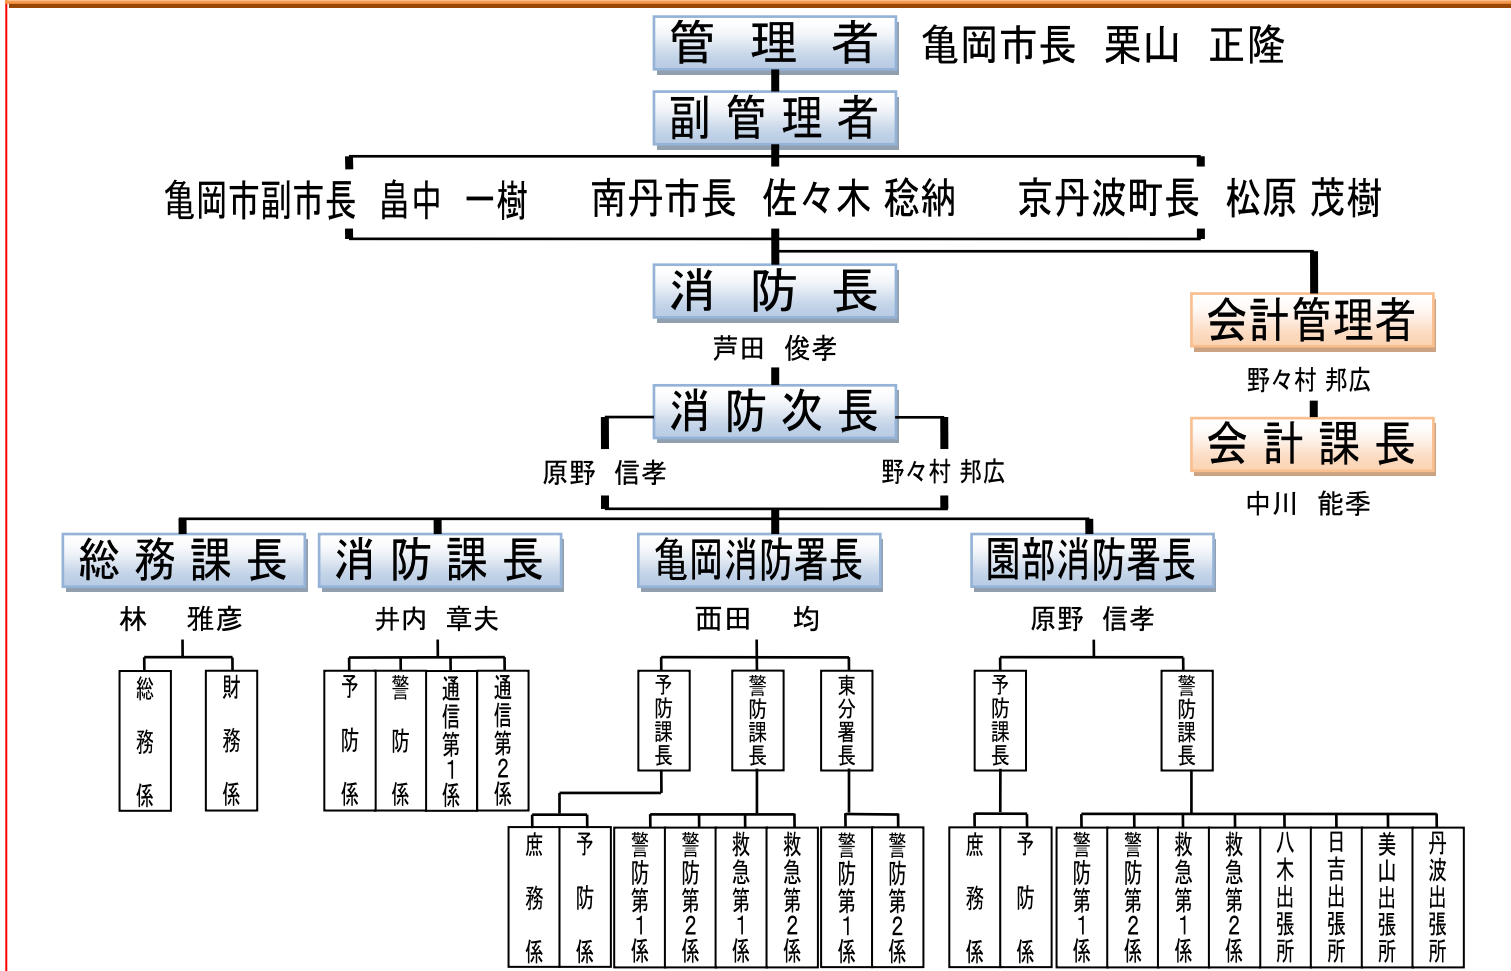 管理者 亀岡市長 栗山 正隆
副管理者
亀岡市副市長 畠中 一樹 南丹市長 佐々木 稔納 京丹波町長 松原 茂樹
消防長
会計管理者
芦田 俊孝
野々村 邦広
消防次長
会計課長
原野 信孝 野々村 邦広
中川 能季
総務課長 消防課長 亀岡消防署長 園部消防署長
林 雅彦 井内 章夫 西田 均 原野 信孝
総務係
財務係
予防係
警防係
通信第1係
通信第2係
予防課長
警防課長
東分署長
予防課長
警防課長
庶務係
予防係
警防第1係
警防第2係
救急第1係
救急第2係
警防第1係
警防第2係
庶務係
予防係
警防第1係
警防第2係
救急第1係
救急第2係
八木出張所
日吉出張所
美山出張所
丹波出張所